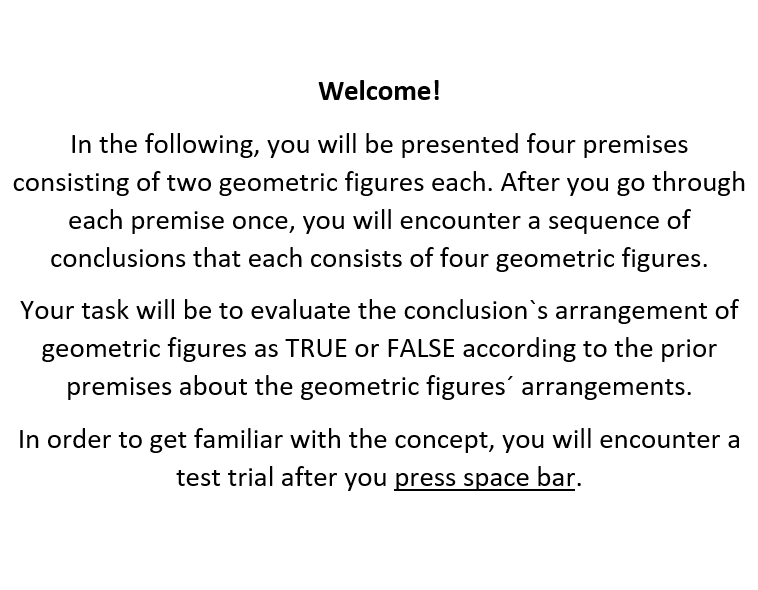 Welcome!
In the following, you will be presented four premises
consisting of two geometric figures each. After you go through
each premise once, you will encounter a sequence of
conclusions that each consists of four geometric figures.
Your task will be to evaluate the conclusion`s arrangement of
geometric figures as TRUE or FALSE according to the prior
premises about the geometric figures´ arrangements.
In order to get familiar with the concept, you will encounter a
test trial after you press space bar.